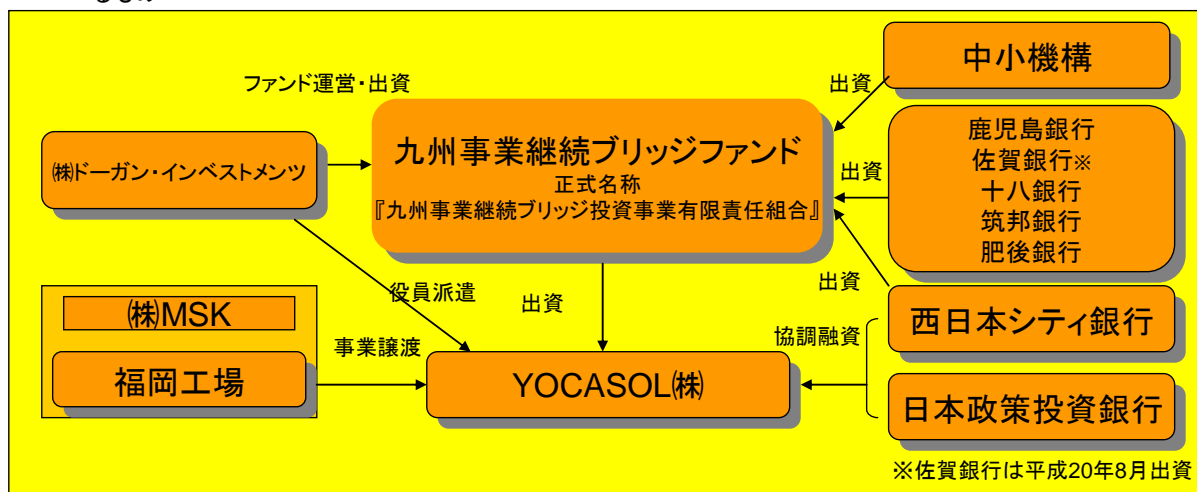 ファンド運営・出資
出資
中小機構
㈱ドーガン・インベストメンツ
九州事業継続ブリッジファンド
正式名称
『九州事業継続ブリッジ投資事業有限責任組合』
出資
鹿児島銀行
佐賀銀行※
十八銀行
筑邦銀行
肥後銀行
役員派遣
出資
出資
㈱MSK
福岡工場
事業譲渡
YOCASOL㈱
協調融資
西日本シティ銀行
日本政策投資銀行
※佐賀銀行は平成20年8月出資